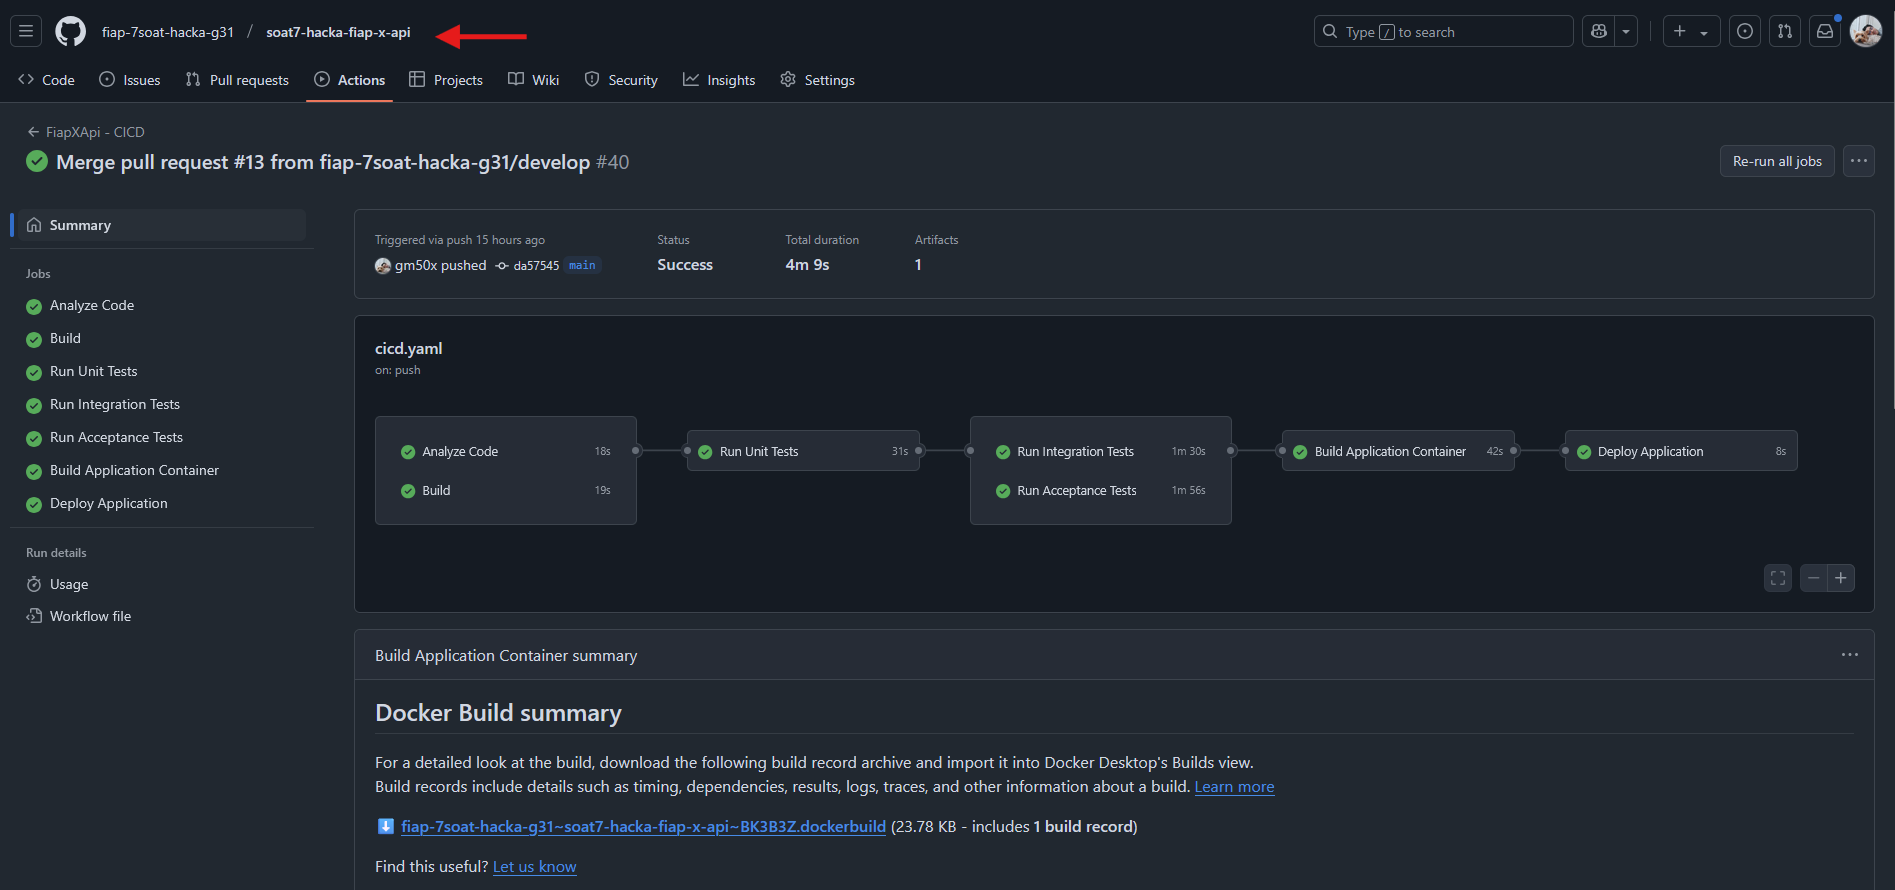 fiap-7soat-hacka-g31 / soat7-hacka-fiap-x-api
Type / to search
Code Issues Pull requests Actions Projects Wiki Security Insights Settings
FiapXApi - CICD
Merge pull request #13 from fiap-7soat-hacka-g31/develop #40
Re-run all jobs
Summary
Jobs
Analyze Code
Build
Run Unit Tests
Run Integration Tests
Run Acceptance Tests
Build Application Container
Deploy Application
Run details
Usage
Workflow file
Triggered via push 15 hours ago
gm50x pushed da57545 main
Status
Success
Total duration
4m 9s
Artifacts
1
cicd.yaml
on: push
Analyze Code 18s
Build 19s
Run Unit Tests 31s
Run Integration Tests 1m 30s
Run Acceptance Tests 1m 56s
Build Application Container 42s
Deploy Application 8s
Build Application Container summary
Docker Build summary
For a detailed look at the build, download the following build record archive and import it into Docker Desktop's Builds view.
Build records include details such as timing, dependencies, results, logs, traces, and other information about a build. Learn more
fiap-7soat-hacka-g31~soat7-hacka-fiap-x-api~BK3B3Z.dockerbuild (23.78 KB - includes 1 build record)
Find this useful? Let us know